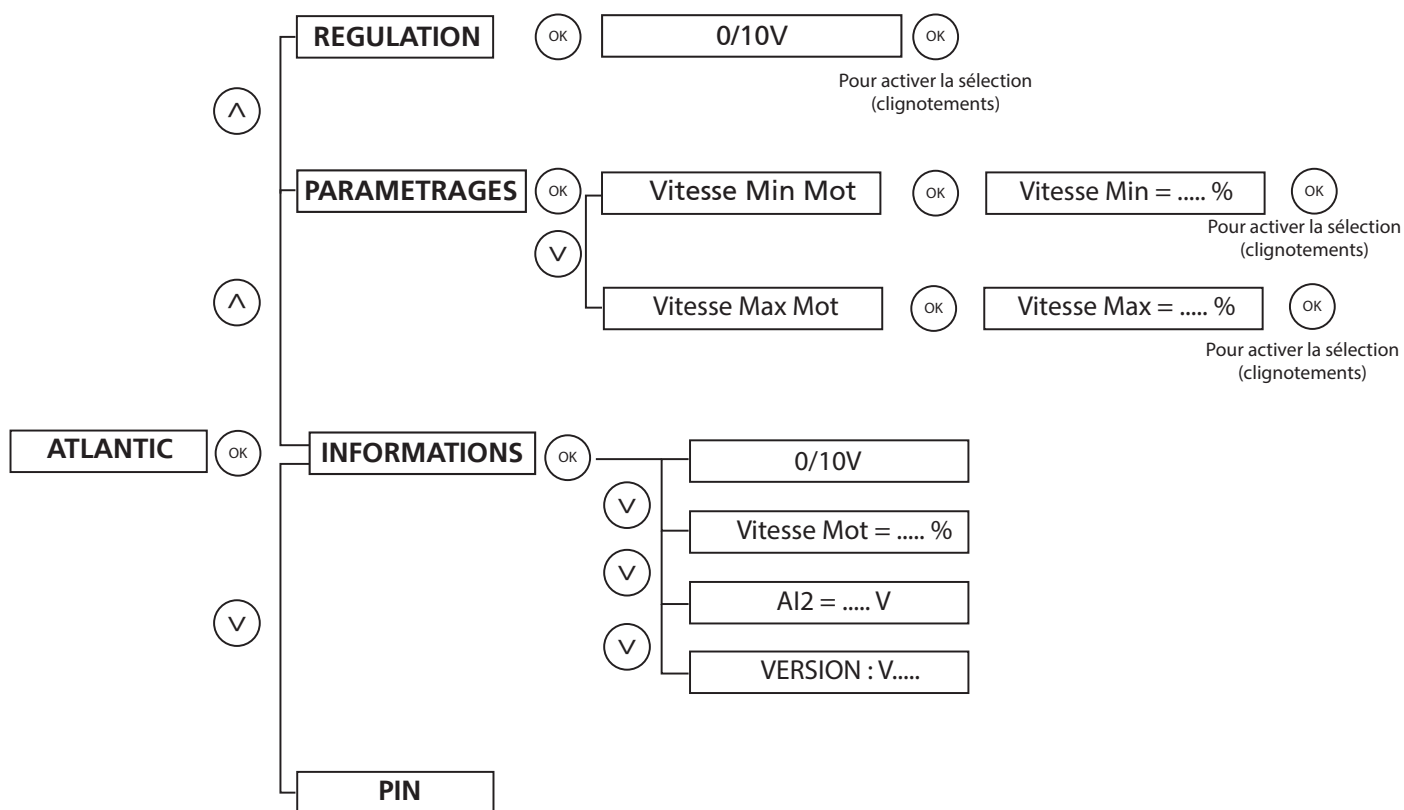 REGULATION OK 0/10V OK
Pour activer la sélection
(clignotements)
PARAMETRAGES OK Vitesse Min Mot OK Vitesse Min = ..... % OK
Pour activer la sélection
(clignotements)
Vitesse Max Mot OK Vitesse Max = ..... % OK
Pour activer la sélection
(clignotements)
ATLANTIC OK INFORMATIONS OK 0/10V
Vitesse Mot = ..... %
AI2 = ..... V
VERSION : V.....
PIN